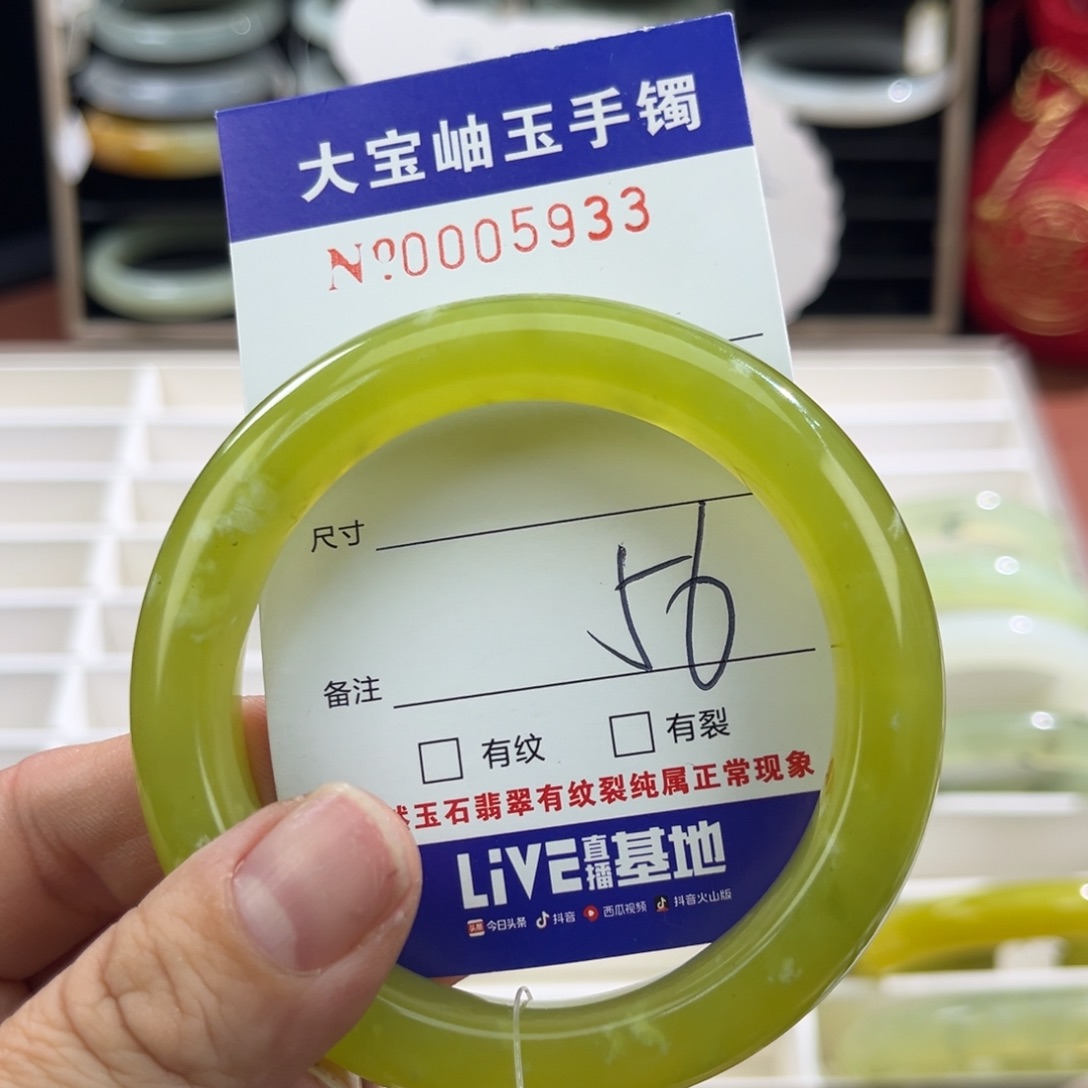 大宝岫玉手镯
Nº0005933
尺寸
56
备注
有纹 有裂
玉石翡翠有纹裂纯属正常现象
LiVE直播基地
头条 今日头条 抖音 西瓜视频 抖音火山版